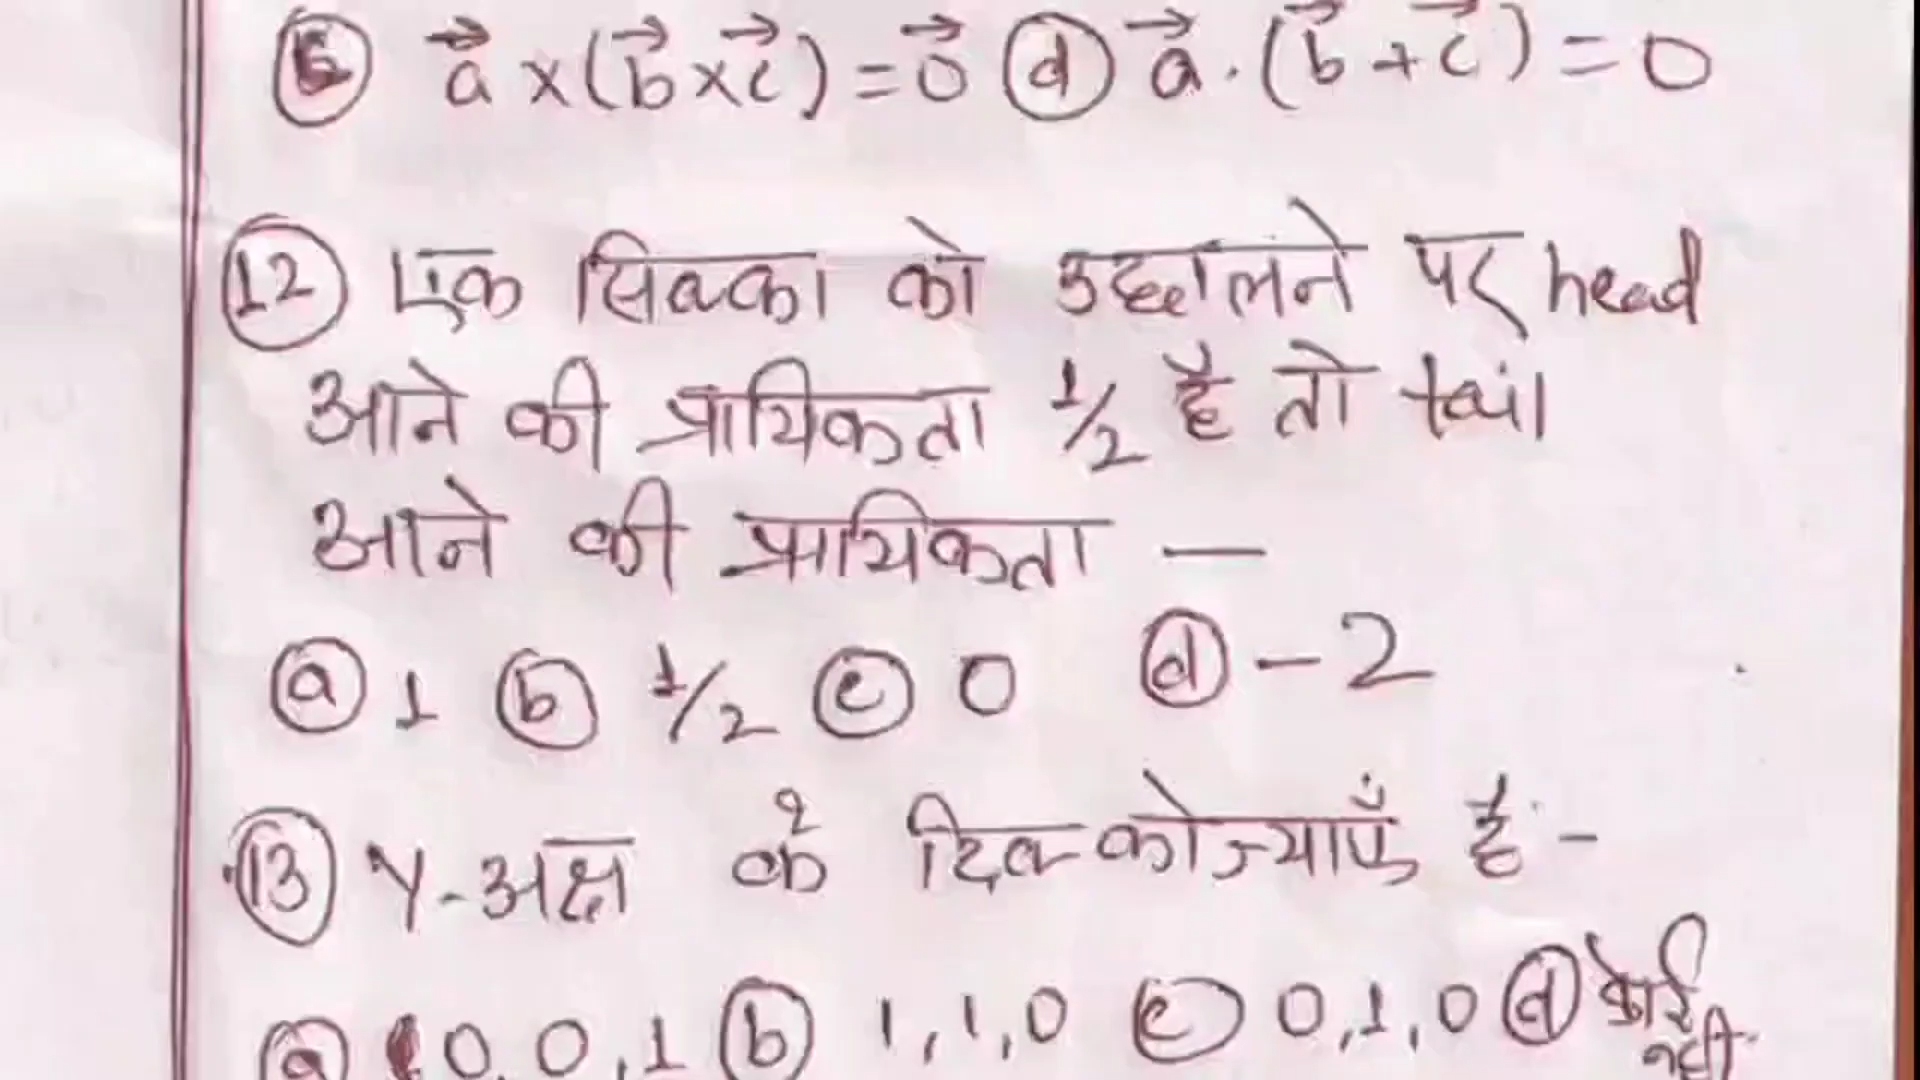 c a⃗ × (b⃗ × c⃗) = 0⃗ d a⃗ . (b⃗ + c⃗) = 0
12 एक सिक्का को उछालने पर head
आने की प्रायिकता 1/2 है तो tail
आने की प्रायिकता —
a 1 b 1/2 c 0 d -2
13 Y-अक्ष के दिक्कोज्याएँ है -
a 0, 0, 1 b 1, 1, 0 c 0, 1, 0 d कोई नहीं